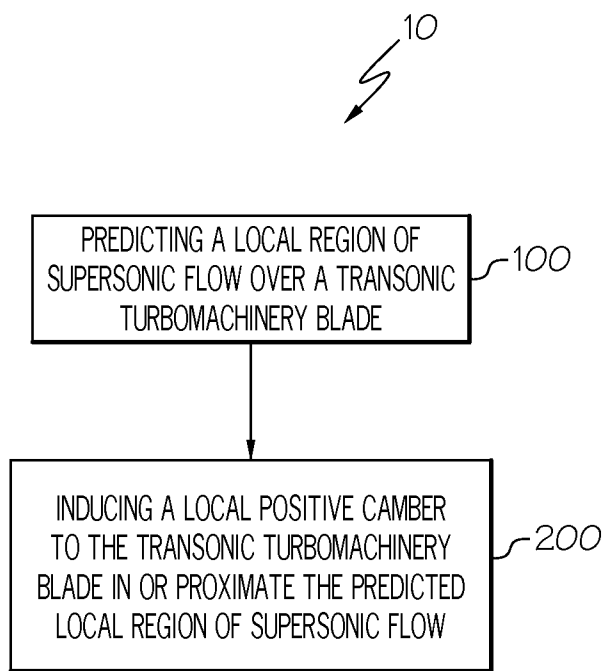 10
PREDICTING A LOCAL REGION OF
SUPERSONIC FLOW OVER A TRANSONIC
TURBOMACHINERY BLADE
100
INDUCING A LOCAL POSITIVE CAMBER
TO THE TRANSONIC TURBOMACHINERY
BLADE IN OR PROXIMATE THE PREDICTED
LOCAL REGION OF SUPERSONIC FLOW
200